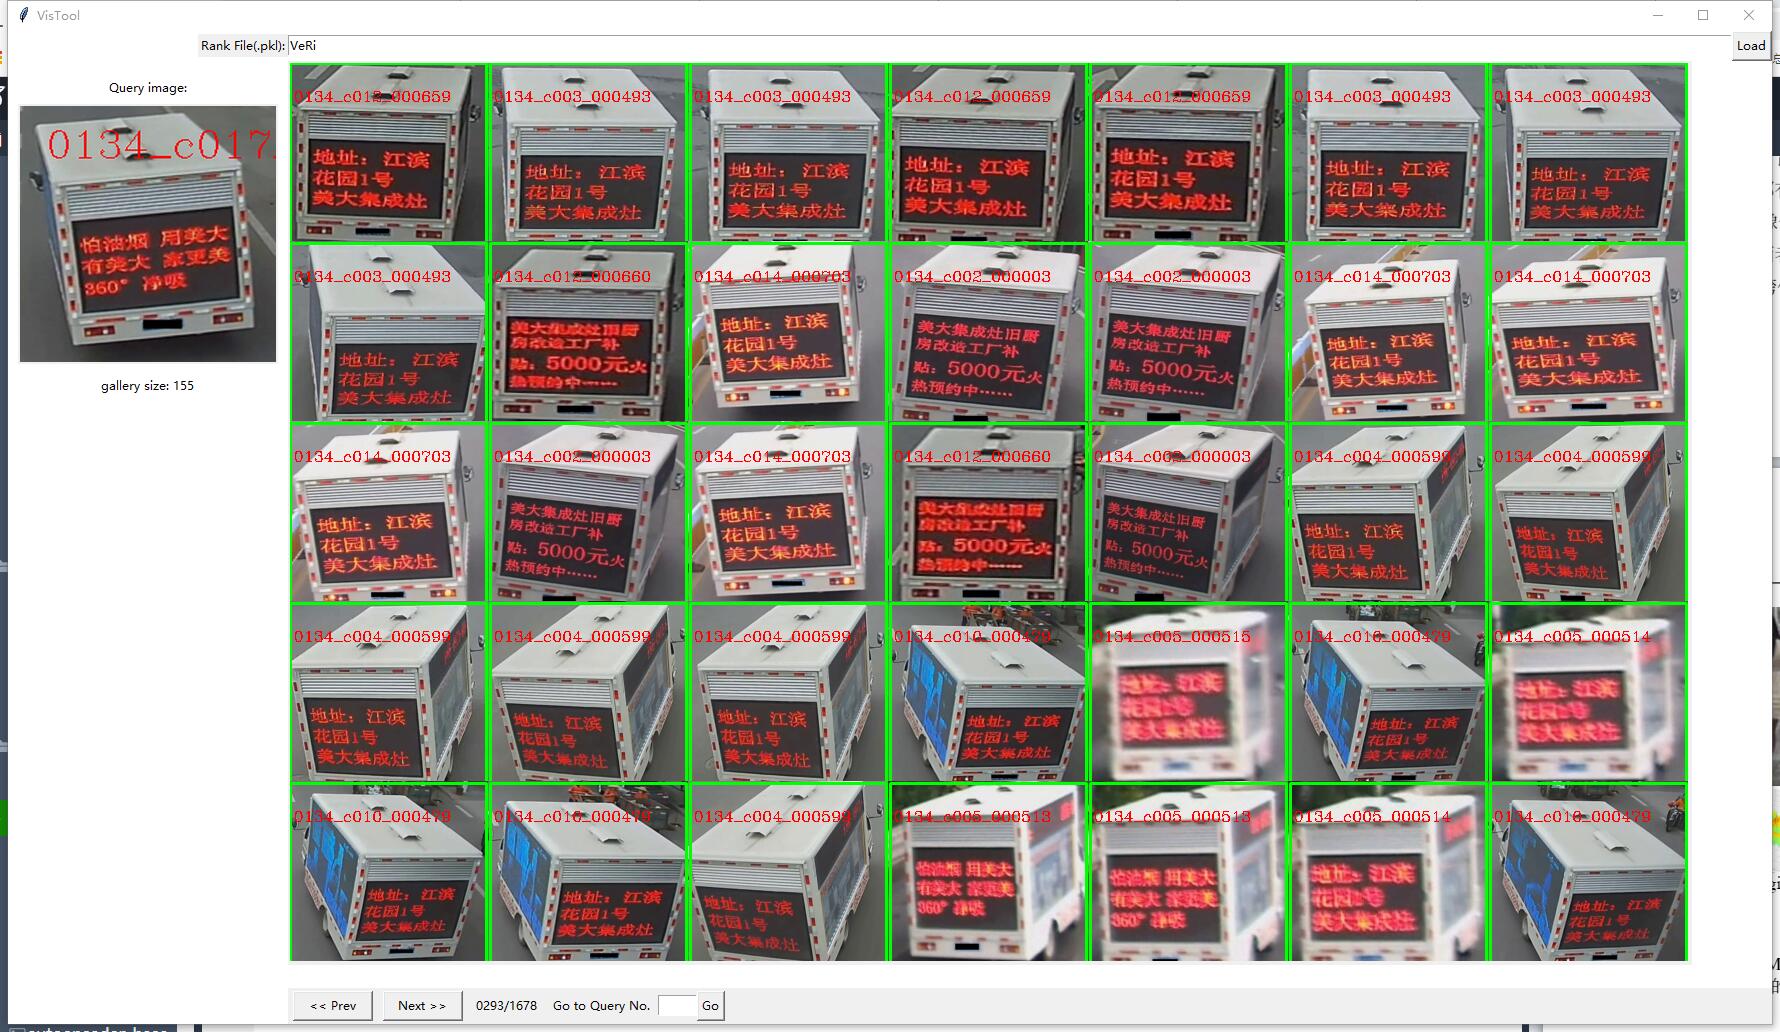 VisTool
Rank File(.pkl): VeRi
Load
Query image:
0134_c017
怕油烟 用美大
有美大 家更美
360° 净吸
gallery size: 155
0134_c012_000659
地址：江滨
花园1号
美大集成灶
0134_c003_000493
地址：江滨
花园1号
美大集成灶
0134_c003_000493
地址：江滨
花园1号
美大集成灶
0134_c012_000659
地址：江滨
花园1号
美大集成灶
0134_c012_000659
地址：江滨
花园1号
美大集成灶
0134_c003_000493
地址：江滨
花园1号
美大集成灶
0134_c003_000493
地址：江滨
花园1号
美大集成灶
0134_c003_000493
地址：江滨
花园1号
美大集成灶
0134_c012_000660
美大集成灶旧厨
房改造工厂补
贴：5000元火
热预约中……
0134_c014_000703
地址：江滨
花园1号
美大集成灶
0134_c002_000003
美大集成灶旧厨
房改造工厂补
贴：5000元火
热预约中……
0134_c002_000003
美大集成灶旧厨
房改造工厂补
贴：5000元火
热预约中……
0134_c014_000703
地址：江滨
花园1号
美大集成灶
0134_c014_000703
地址：江滨
花园1号
美大集成灶
0134_c014_000703
地址：江滨
花园1号
美大集成灶
0134_c002_000003
美大集成灶旧厨
房改造工厂补
贴：5000元火
热预约中……
0134_c014_000703
地址：江滨
花园1号
美大集成灶
0134_c012_000660
美大集成灶旧厨
房改造工厂补
贴：5000元火
热预约中……
0134_c002_000003
美大集成灶旧厨
房改造工厂补
贴：5000元火
热预约中……
0134_c004_000599
地址：江滨
花园1号
美大集成灶
0134_c004_000599
地址：江滨
花园1号
美大集成灶
0134_c004_000599
地址：江滨
花园1号
美大集成灶
0134_c004_000599
地址：江滨
花园1号
美大集成灶
0134_c004_000599
地址：江滨
花园1号
美大集成灶
0134_c010_000479
地址：江滨
花园1号
美大集成灶
0134_c005_000515
地址：江滨
花园1号
美大集成灶
0134_c010_000479
地址：江滨
花园1号
美大集成灶
0134_c005_000514
地址：江滨
花园1号
美大集成灶
0134_c010_000479
地址：江滨
花园1号
美大集成灶
0134_c010_000479
地址：江滨
花园1号
美大集成灶
0134_c004_000599
地址：江滨
花园1号
美大集成灶
0134_c005_000513
怕油烟 用美大
有美大 家更美
360° 净吸
0134_c005_000513
怕油烟 用美大
有美大 家更美
360° 净吸
0134_c005_000514
地址：江滨
花园1号
美大集成灶
0134_c010_000479
地址：江滨
花园1号
美大集成灶
<< Prev
Next >>
0293/1678
Go to Query No.
Go